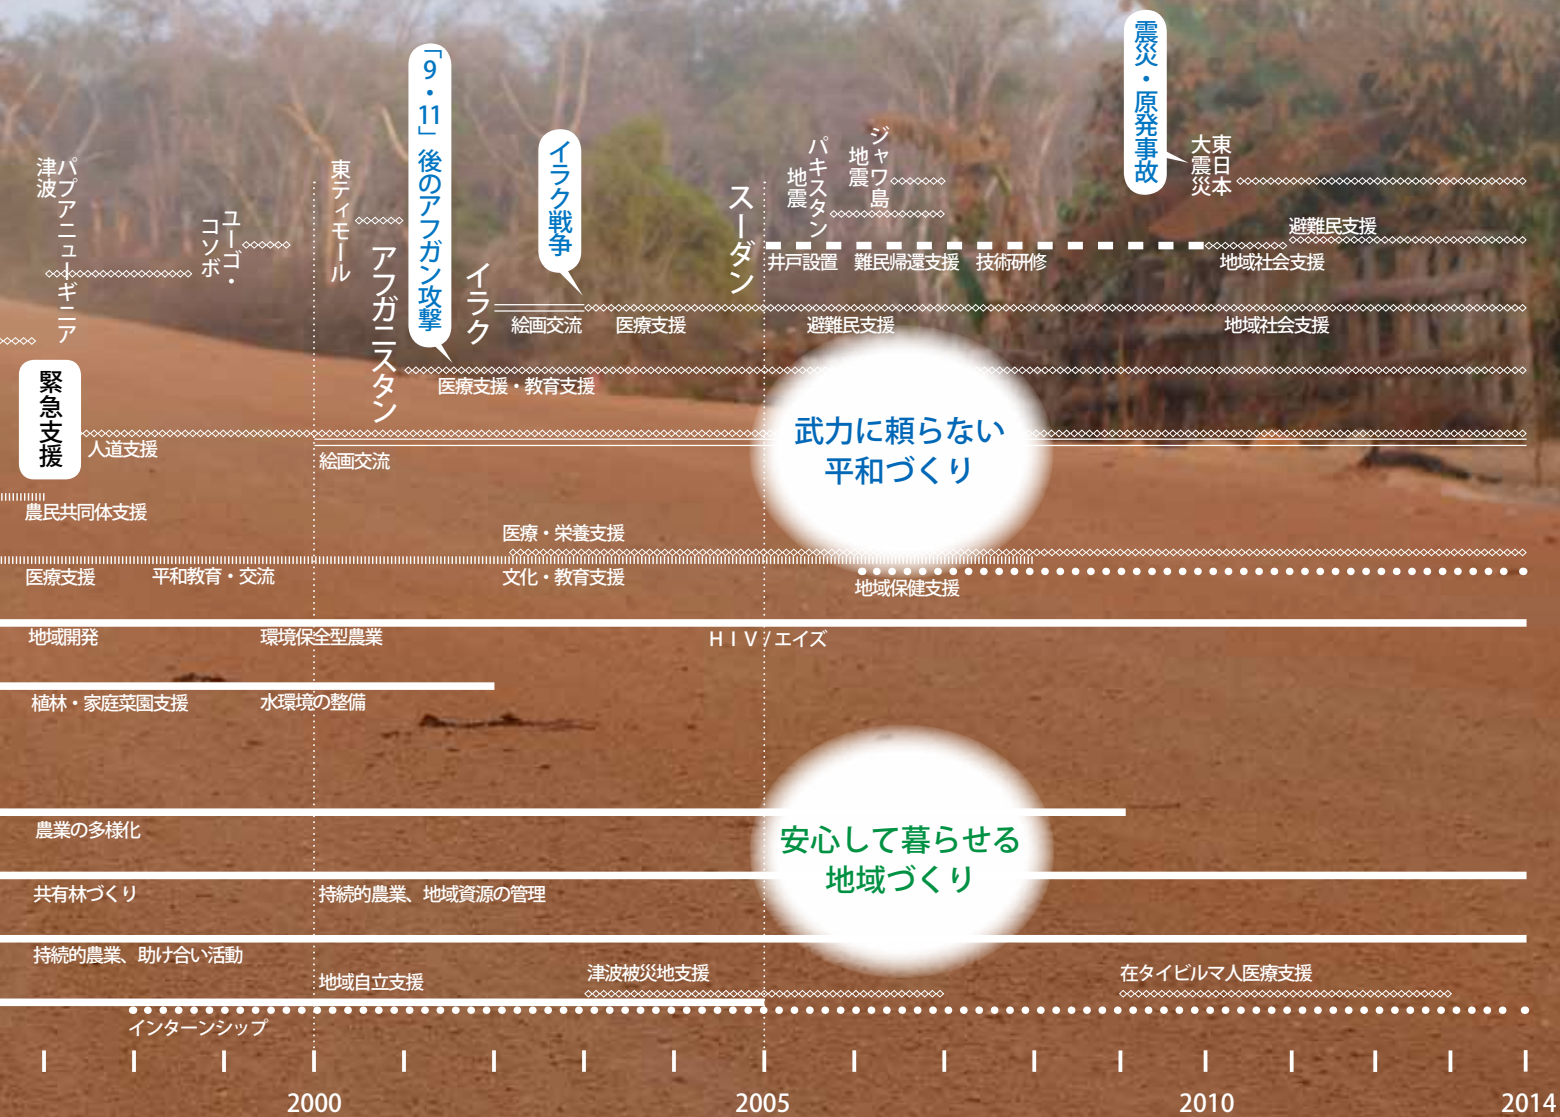 震災・原発事故
「9・11」後のアフガン攻撃
イラク戦争
パプアニューギニア
津波
ユーゴ・
コソボ
東ティモール
アフガニスタン
イラク
スーダン
パキスタン
地震
ジャワ島
地震
東日本
大震災
避難民支援
井戸設置
難民帰還支援
技術研修
地域社会支援
絵画交流
医療支援
避難民支援
地域社会支援
緊急支援
医療支援・教育支援
武力に頼らない
平和づくり
人道支援
絵画交流
農民共同体支援
医療・栄養支援
医療支援
平和教育・交流
文化・教育支援
地域保健支援
地域開発
環境保全型農業
HIV/エイズ
植林・家庭菜園支援
水環境の整備
農業の多様化
安心して暮らせる
地域づくり
共有林づくり
持続的農業、地域資源の管理
持続的農業、助け合い活動
地域自立支援
津波被災地支援
在タイビルマ人医療支援
インターンシップ
2000
2005
2010
2014